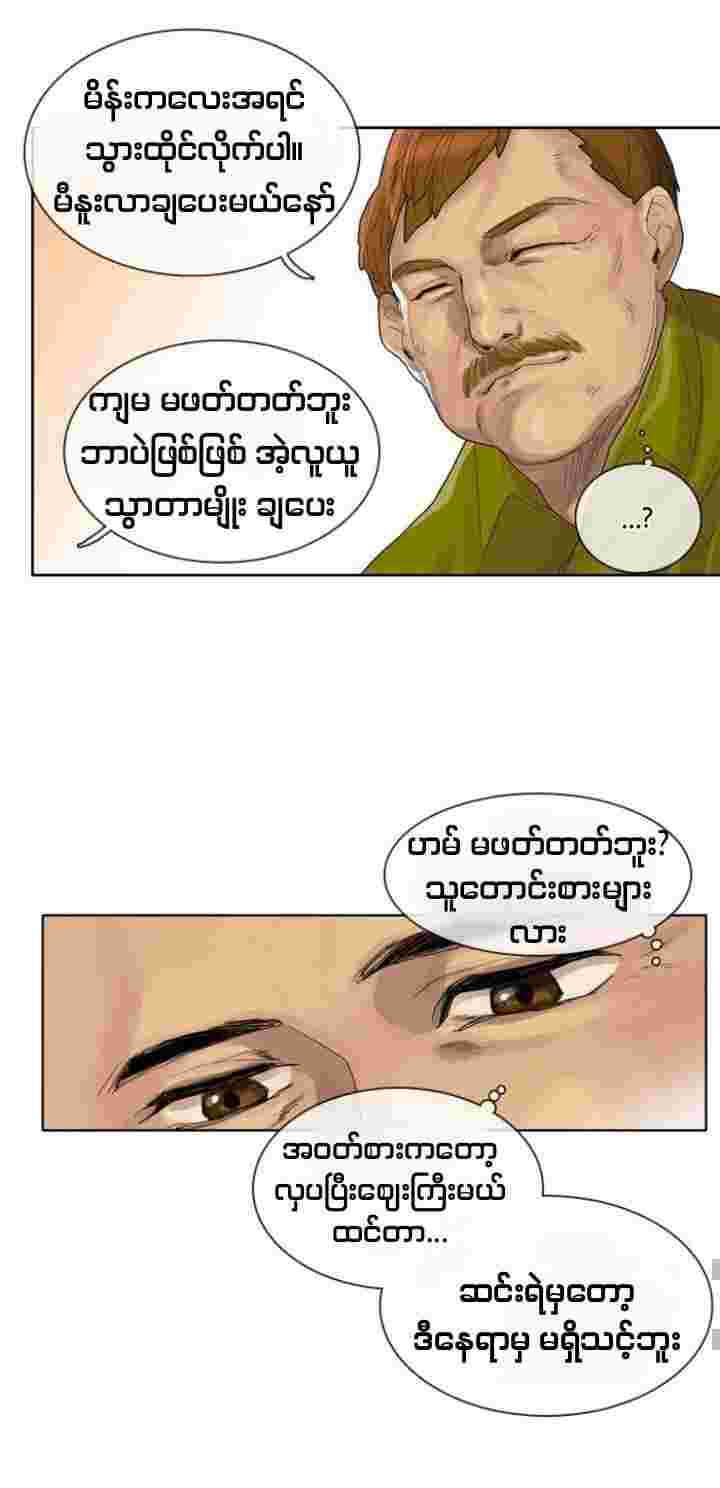 မိန်းကလေးအရင်
သွားထိုင်လိုက်ပါ။
မီနူးလာချပေးမယ်နော်
ကျမ မဖတ်တတ်ဘူး
ဘာပဲဖြစ်ဖြစ် အဲ့လူယူ
သွာတာမျိုး ချပေး
...?
ဟမ် မဖတ်တတ်ဘူး?
သူတောင်းစားများ
လား
အဝတ်စားကတော့
လှပပြီးဈေးကြီးမယ်
ထင်တာ...
ဆင်းရဲမှတော့
ဒီနေရာမှ မရှိသင့်ဘူး